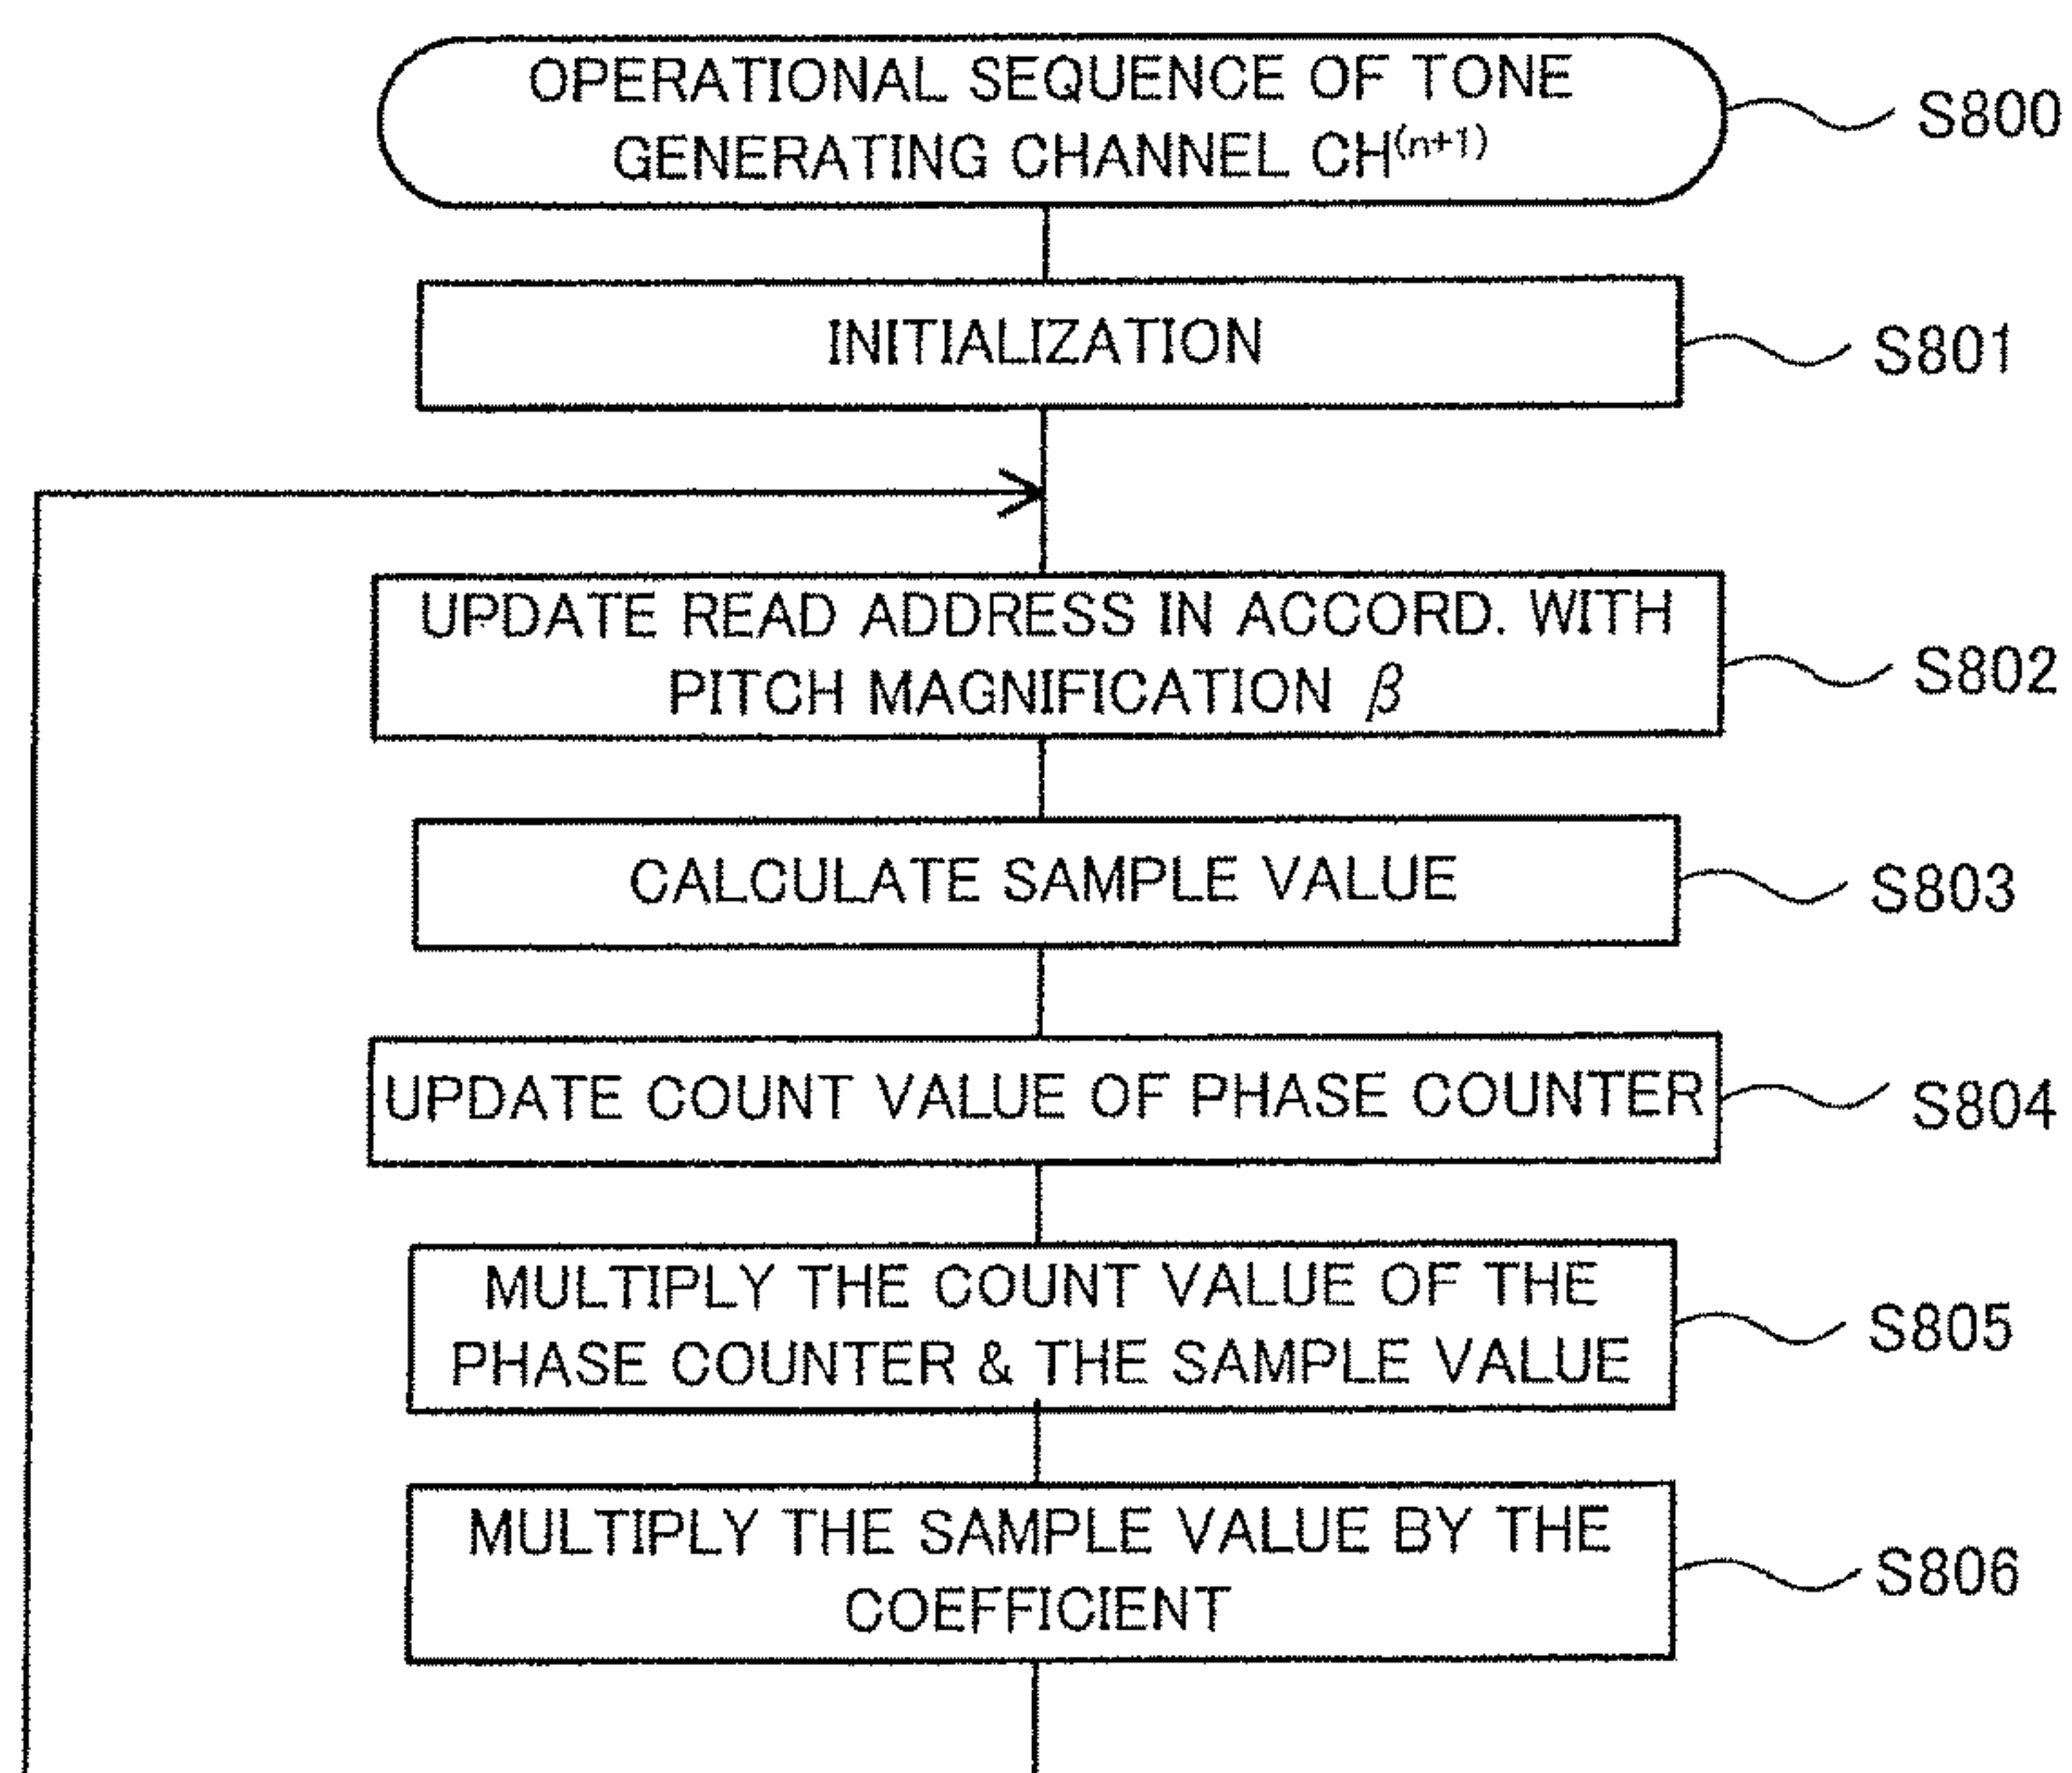 OPERATIONAL SEQUENCE OF TONE
GENERATING CHANNEL CH⁽ⁿ⁺¹⁾
S800
INITIALIZATION
S801
UPDATE READ ADDRESS IN ACCORD. WITH
PITCH MAGNIFICATION β
S802
CALCULATE SAMPLE VALUE
S803
UPDATE COUNT VALUE OF PHASE COUNTER
S804
MULTIPLY THE COUNT VALUE OF THE
PHASE COUNTER & THE SAMPLE VALUE
S805
MULTIPLY THE SAMPLE VALUE BY THE
COEFFICIENT
S806